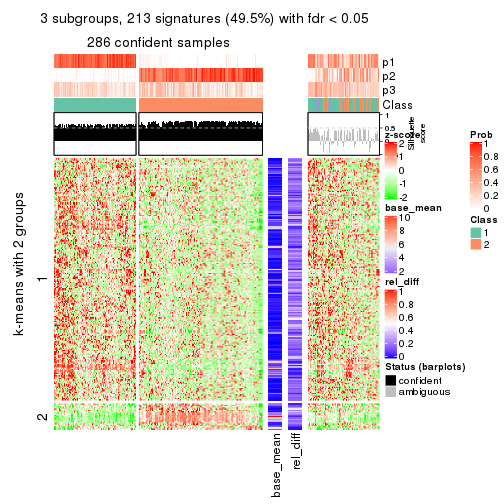 3 subgroups, 213 signatures (49.5%) with fdr < 0.05
286 confident samples
p1
p2
p3
Class
1
0.5
0
Silhouette
score
k-means with 2 groups
1
2
base_mean
rel_diff
z-score
2
1
0
-1
-2
base_mean
10
8
6
4
2
rel_diff
1
0.8
0.6
0.4
0.2
0
Status (barplots)
confident
ambiguous
Prob
1
0.8
0.6
0.4
0.2
0
Class
1
2